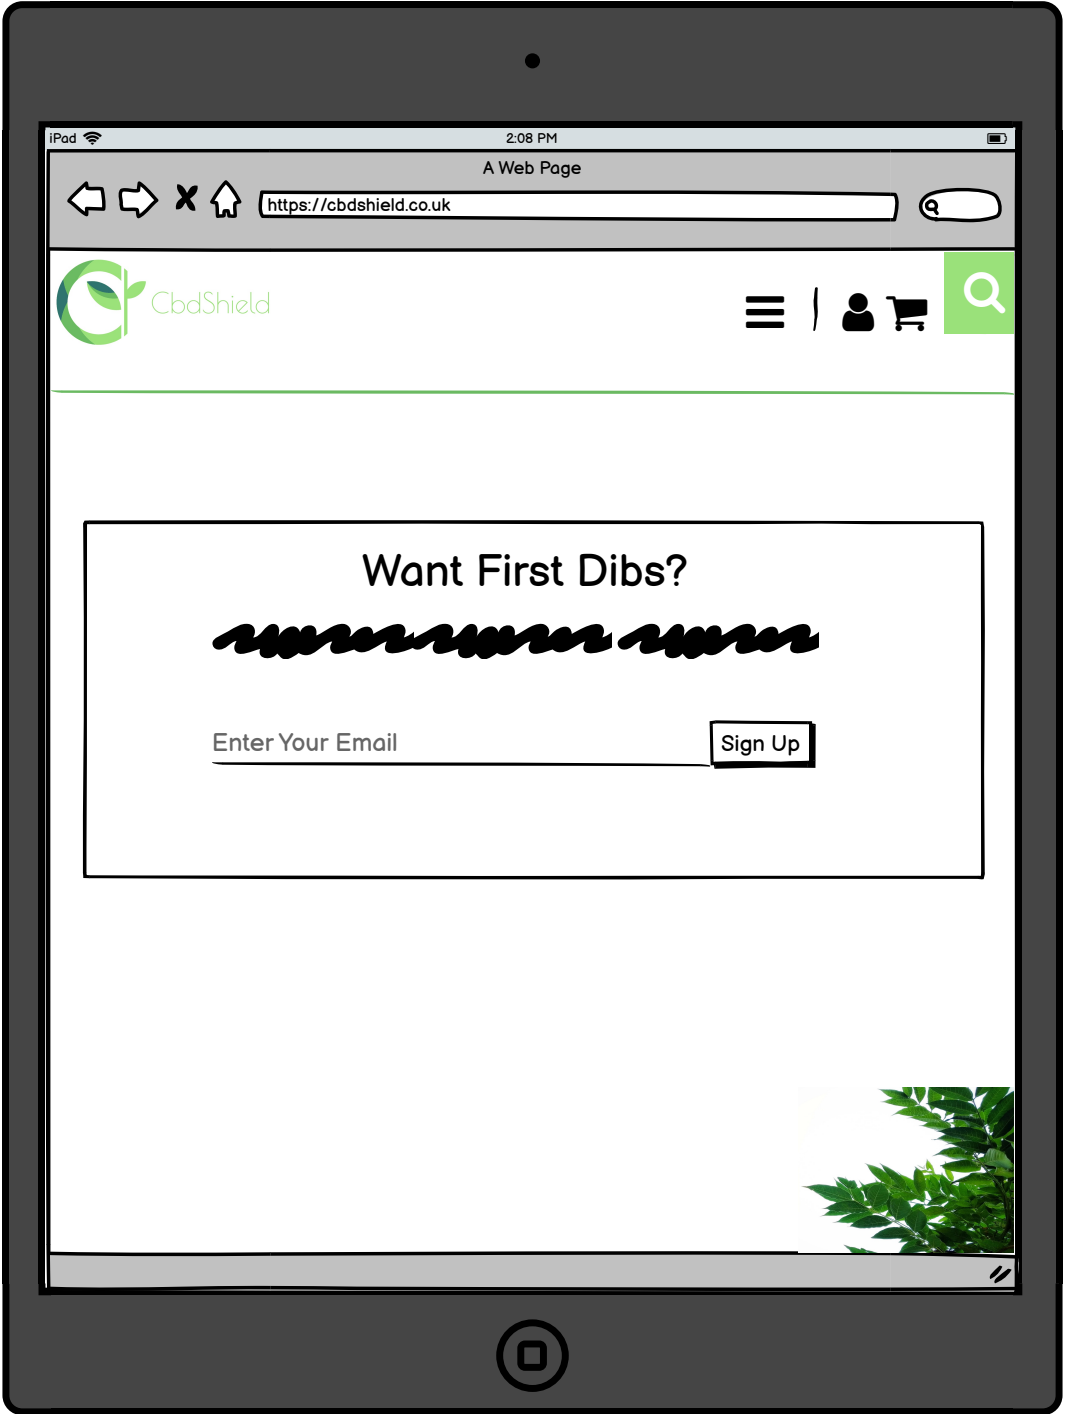 iPad
2:08 PM
A Web Page
https://cbdshield.co.uk
CbdShield
Want First Dibs?
Enter Your Email
Sign Up